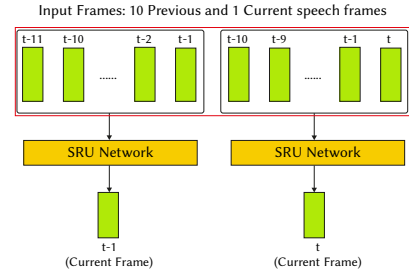 Input Frames: 10 Previous and 1 Current speech frames
t-11 t-10 t-2 t-1 t-10 t-9 t-1 t
...... ......
SRU Network SRU Network
t-1 t
(Current Frame) (Current Frame)